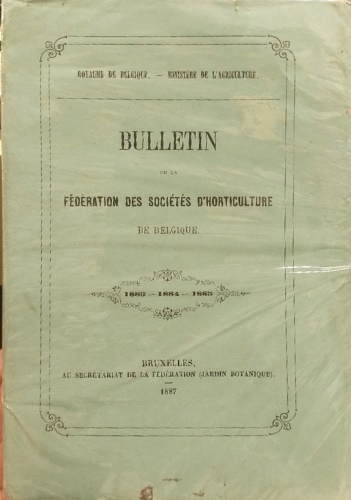 ROYAUME DE BELGIQUE. — MINISTÈRE DE L'AGRICULTURE.
BULLETIN
DE LA
FÉDÉRATION DES SOCIÉTÉS D'HORTICULTURE
DE BELGIQUE.
1883 — 1884 — 1885
BRUXELLES,
AU SECRÉTARIAT DE LA FÉDÉRATION (JARDIN BOTANIQUE).
1887